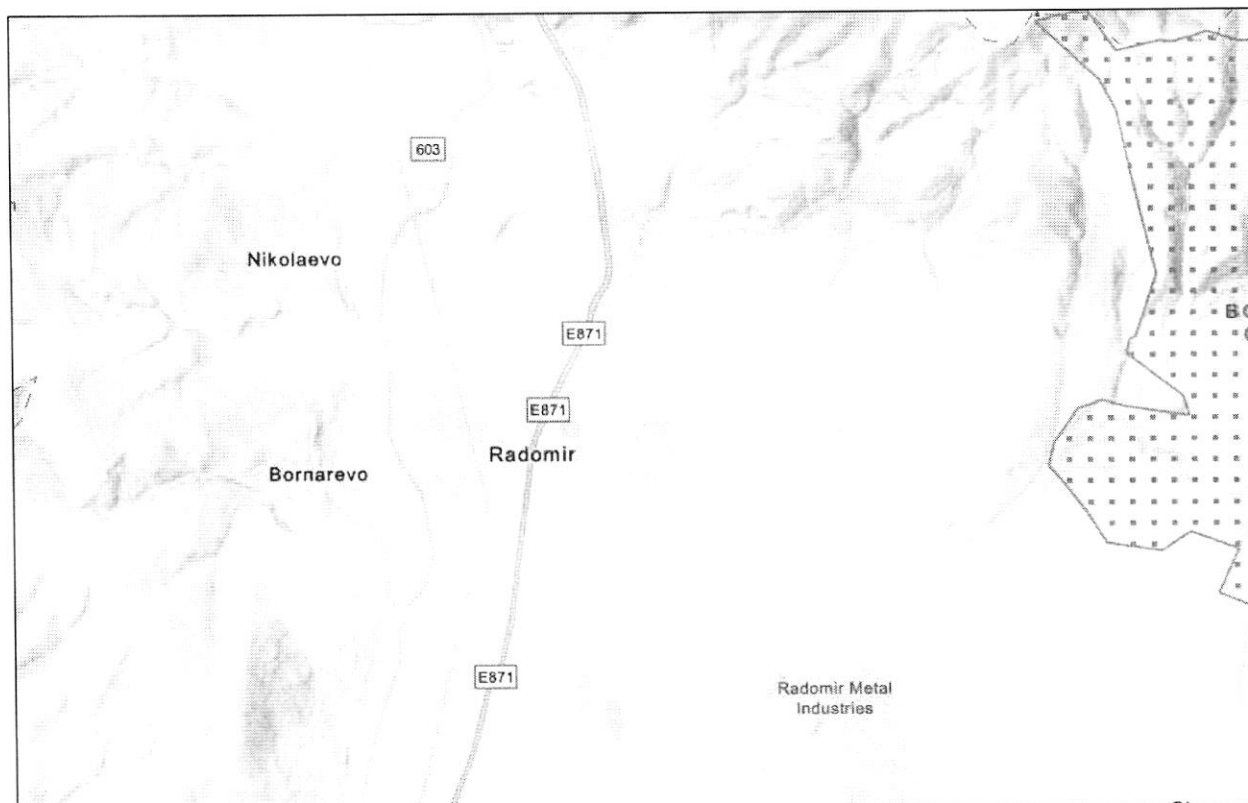 603
Nikolaevo
E871
E871
Radomir
Bornarevo
E871
Radomir Metal
Industries